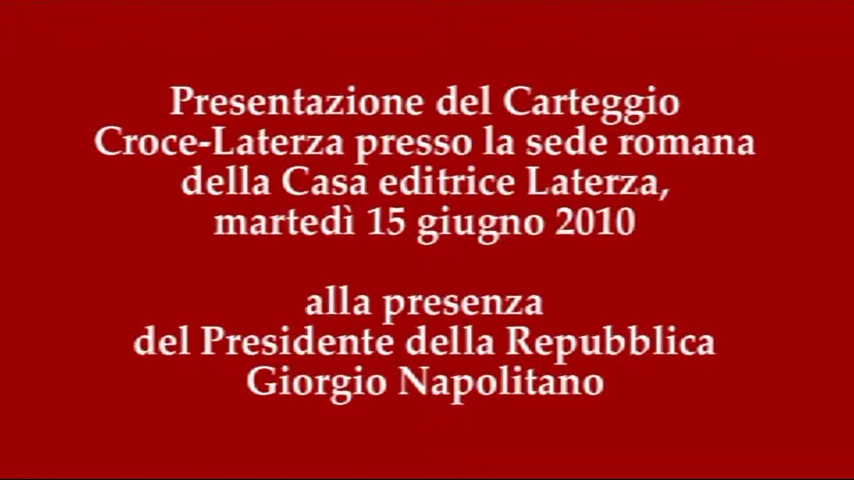 Presentazione del Carteggio
Croce-Laterza presso la sede romana
della Casa editrice Laterza,
martedì 15 giugno 2010
alla presenza
del Presidente della Repubblica
Giorgio Napolitano